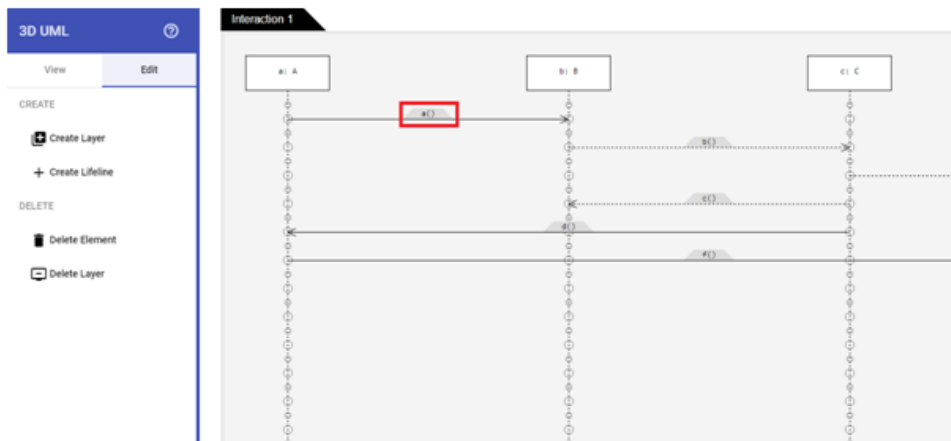 3D UML
View Edit
CREATE
Create Layer
Create Lifeline
DELETE
Delete Element
Delete Layer
Interaction 1
a: A b: B c: C
a()
b()
c()
d()
f()